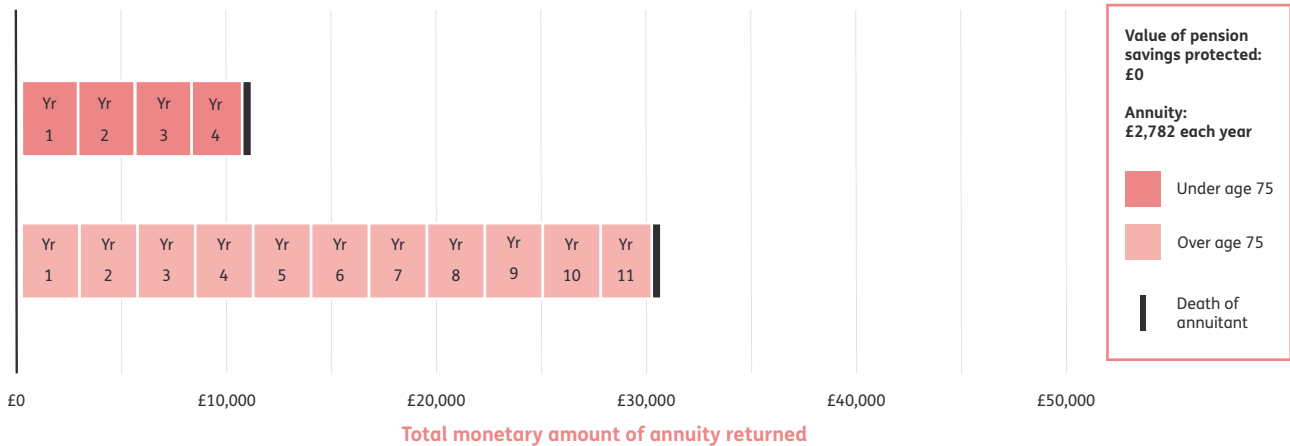 Yr Yr Yr Yr
1 2 3 4
Yr Yr Yr Yr Yr Yr Yr Yr Yr Yr Yr
1 2 3 4 5 6 7 8 9 10 11
£0 £10,000 £20,000 £30,000 £40,000 £50,000
Total monetary amount of annuity returned
Value of pension
savings protected:
£0
Annuity:
£2,782 each year
Under age 75
Over age 75
Death of
annuitant